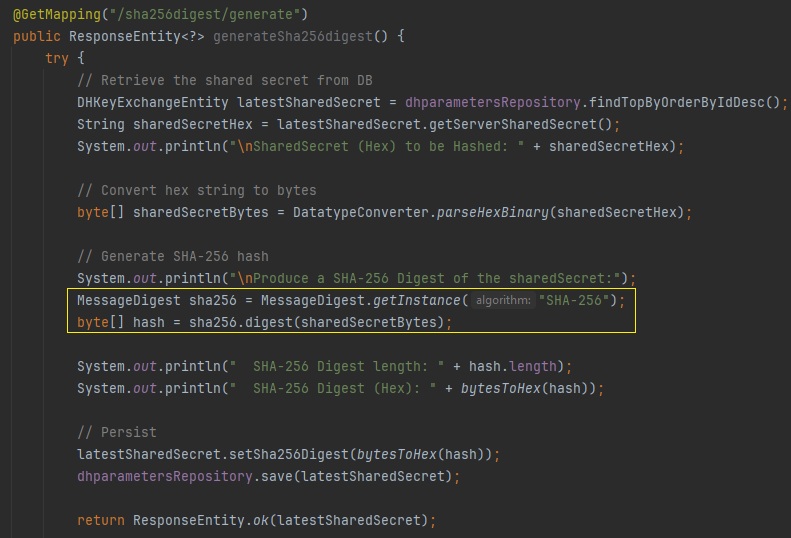 @GetMapping("/sha256digest/generate")
public ResponseEntity<?> generateSha256digest() {
try {
// Retrieve the shared secret from DB
DHKeyExchangeEntity latestSharedSecret = dhparametersRepository.findTopByOrderByIdDesc();
String sharedSecretHex = latestSharedSecret.getServerSharedSecret();
System.out.println("\nSharedSecret (Hex) to be Hashed: " + sharedSecretHex);
// Convert hex string to bytes
byte[] sharedSecretBytes = DatatypeConverter.parseHexBinary(sharedSecretHex);
// Generate SHA-256 hash
System.out.println("\nProduce a SHA-256 Digest of the sharedSecret:");
MessageDigest sha256 = MessageDigest.getInstance( algorithm: "SHA-256");
byte[] hash = sha256.digest(sharedSecretBytes);
System.out.println("  SHA-256 Digest length: " + hash.length);
System.out.println("  SHA-256 Digest (Hex): " + bytesToHex(hash));
// Persist
latestSharedSecret.setSha256Digest(bytesToHex(hash));
dhparametersRepository.save(latestSharedSecret);
return ResponseEntity.ok(latestSharedSecret);